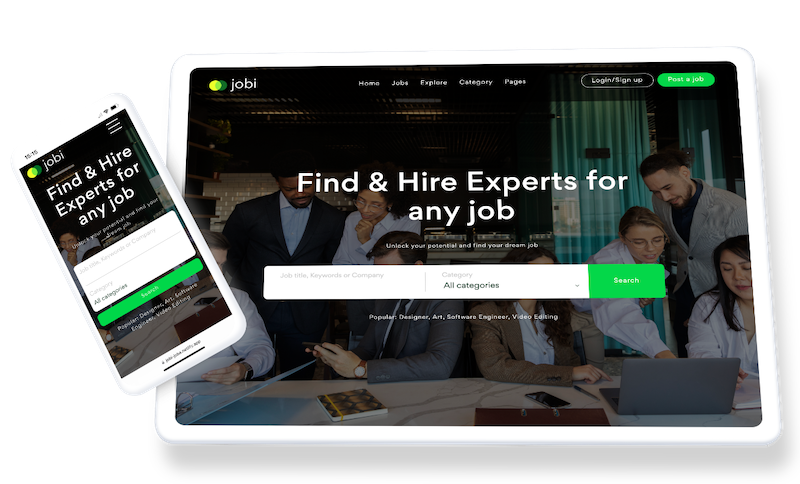 jobi
Home Jobs Explore Category Pages
Login/Sign up
Post a job
Find & Hire Experts for
any job
Unlock your potential and find your dream job
Job title, Keywords or Company
Category
All categories
Search
Popular: Designer, Art, Software Engineer, Video Editing
15:15
jobi
Find & Hire
Experts for
any job
Unlock your potential and find your
dream job
Job title, Keywords or Company
Category
All categories
Search
Popular: Designer, Art, Software
Engineer, Video Editing